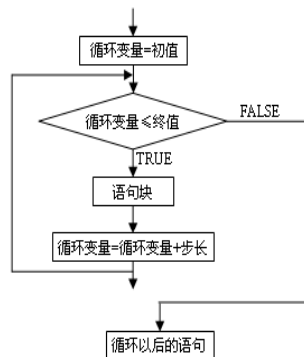 循环变量=初值
循环变量≤终值
FALSE
TRUE
语句块
循环变量=循环变量+步长
循环以后的语句